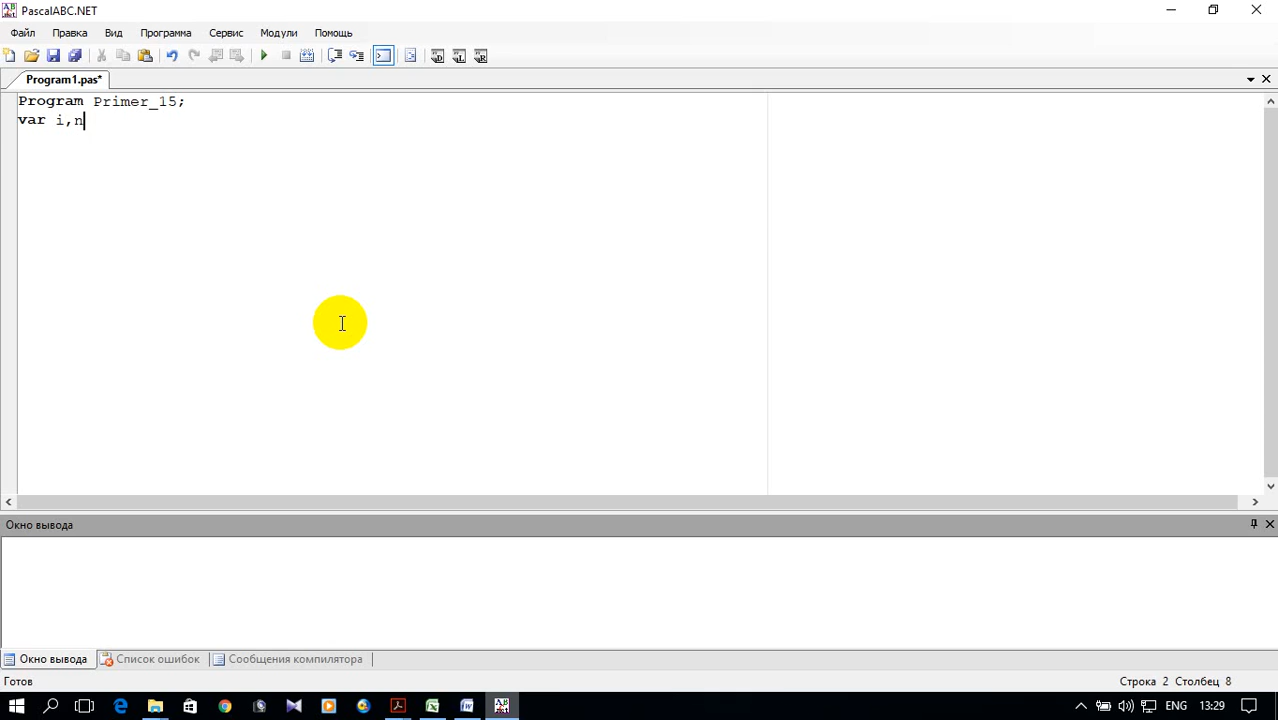 PascalABC.NET
Файл Правка Вид Программа Сервис Модули Помощь
Program1.pas*
Program Primer_15;
var i,n
Окно вывода
Окно вывода Список ошибок Сообщения компилятора
Готов Строка 2 Столбец 8
ENG 13:29